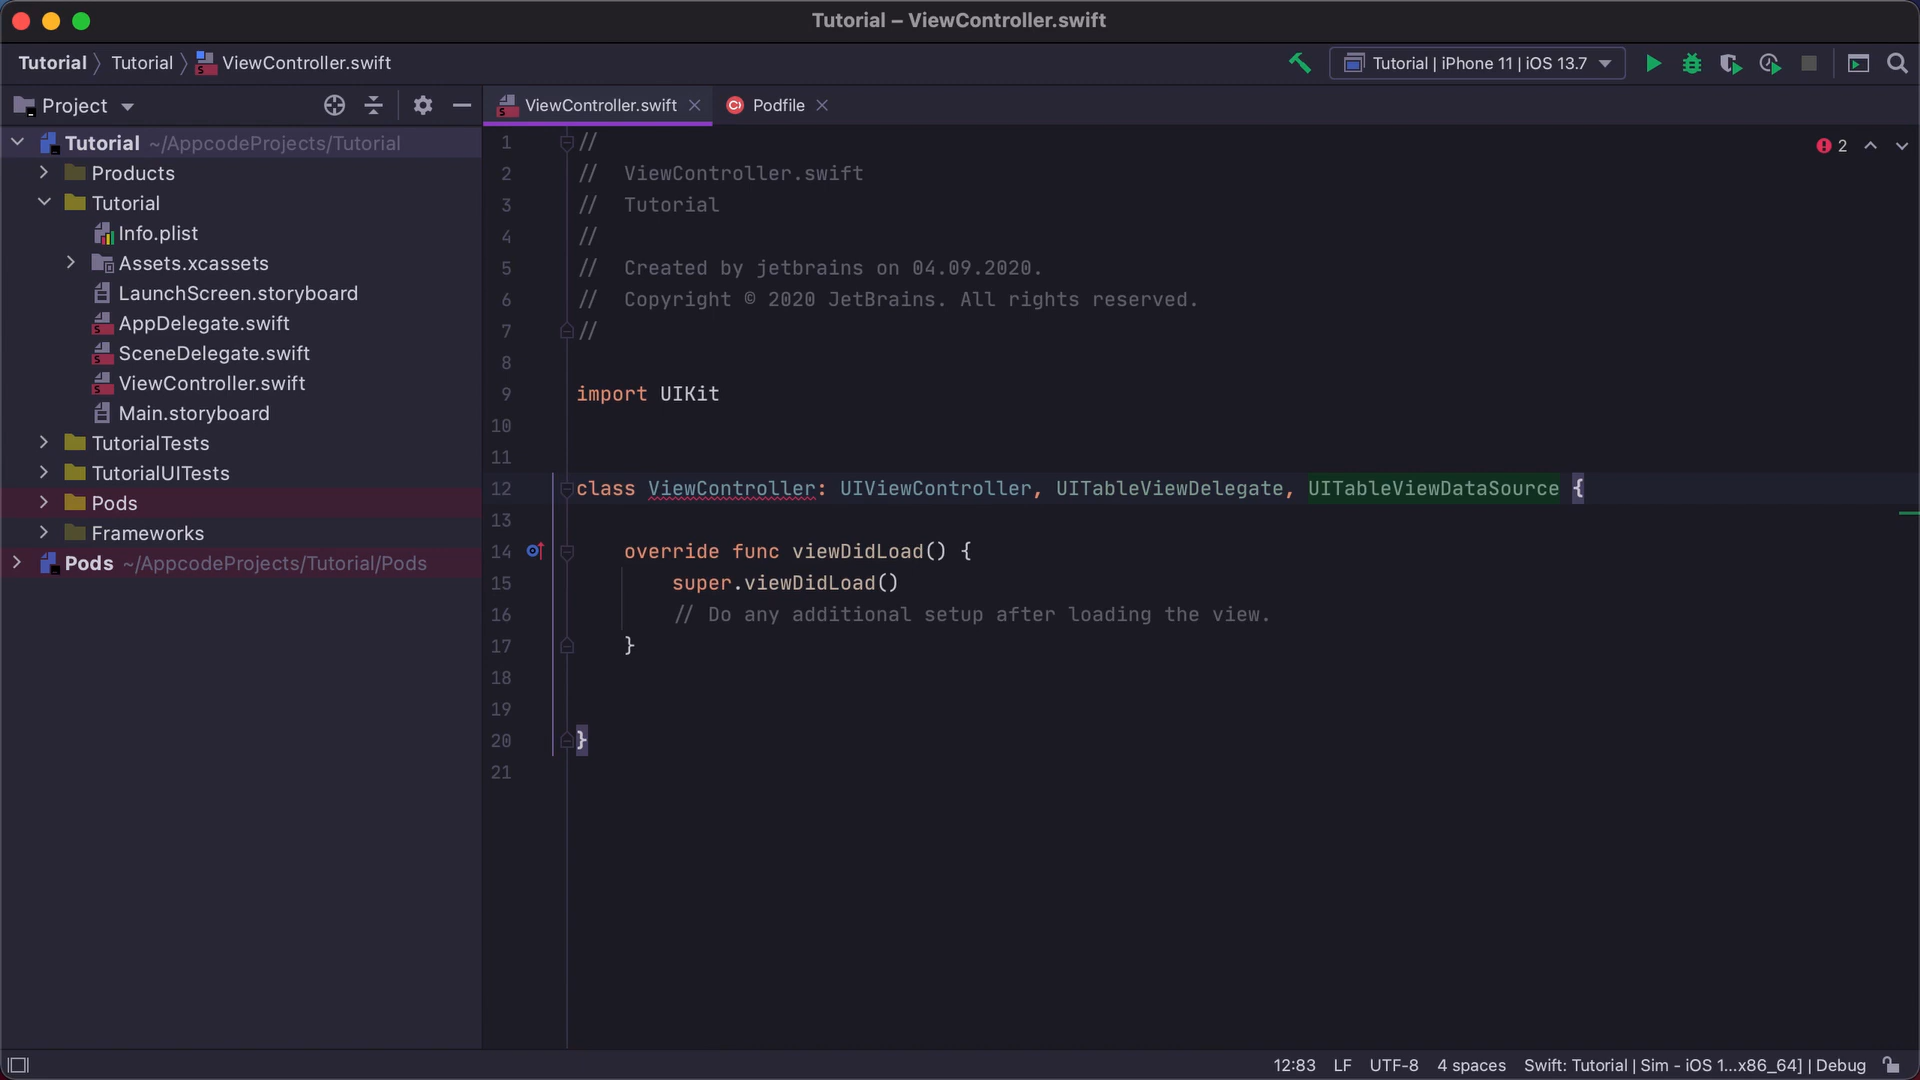 Tutorial – ViewController.swift
Tutorial Tutorial ViewController.swift
Tutorial | iPhone 11 | iOS 13.7
Project
ViewController.swift
Podfile
Tutorial ~/AppcodeProjects/Tutorial
Products
Tutorial
Info.plist
Assets.xcassets
LaunchScreen.storyboard
AppDelegate.swift
SceneDelegate.swift
ViewController.swift
Main.storyboard
TutorialTests
TutorialUITests
Pods
Frameworks
Pods ~/AppcodeProjects/Tutorial/Pods
2
1 //
2 // ViewController.swift
3 // Tutorial
4 //
5 // Created by jetbrains on 04.09.2020.
6 // Copyright © 2020 JetBrains. All rights reserved.
7 //
8
9 import UIKit
10
11
12 class ViewController: UIViewController, UITableViewDelegate, UITableViewDataSource {
13
14 override func viewDidLoad() {
15 super.viewDidLoad()
16 // Do any additional setup after loading the view.
17 }
18
19
20 }
21
12:83 LF UTF-8 4 spaces Swift: Tutorial | Sim - iOS 1...x86_64] | Debug